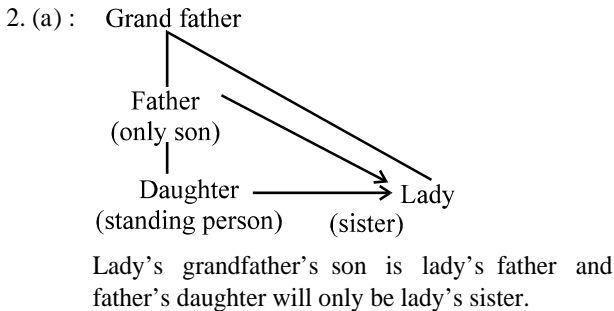 2. (a) : Grand father
Father
(only son)
Daughter
Lady
(standing person) (sister)
Lady's grandfather's son is lady's father and
father's daughter will only be lady's sister.